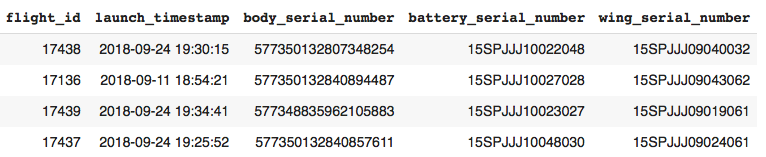 flight_id launch_timestamp body_serial_number battery_serial_number wing_serial_number
17438 2018-09-24 19:30:15 577350132807348254 15SPJJJ10022048 15SPJJJ09040032
17136 2018-09-11 18:54:21 577350132840894487 15SPJJJ10027028 15SPJJJ09043062
17439 2018-09-24 19:34:41 577348835962105883 15SPJJJ10023027 15SPJJJ09019061
17437 2018-09-24 19:25:52 577350132840857611 15SPJJJ10048030 15SPJJJ09024061